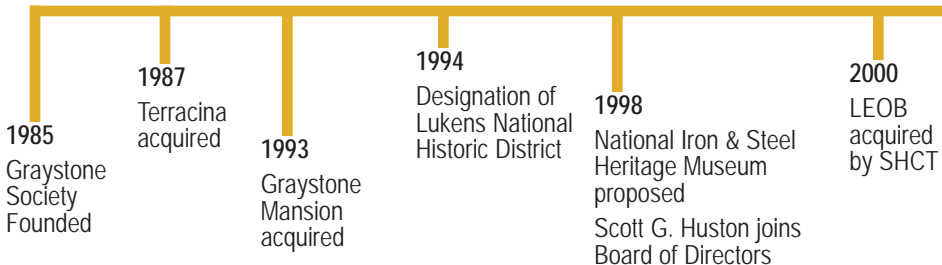 1985
Graystone
Society
Founded
1987
Terracina
acquired
1993
Graystone
Mansion
acquired
1994
Designation of
Lukens National
Historic District
1998
National Iron & Steel
Heritage Museum
proposed
Scott G. Huston joins
Board of Directors
2000
LEOB
acquired
by SHCT